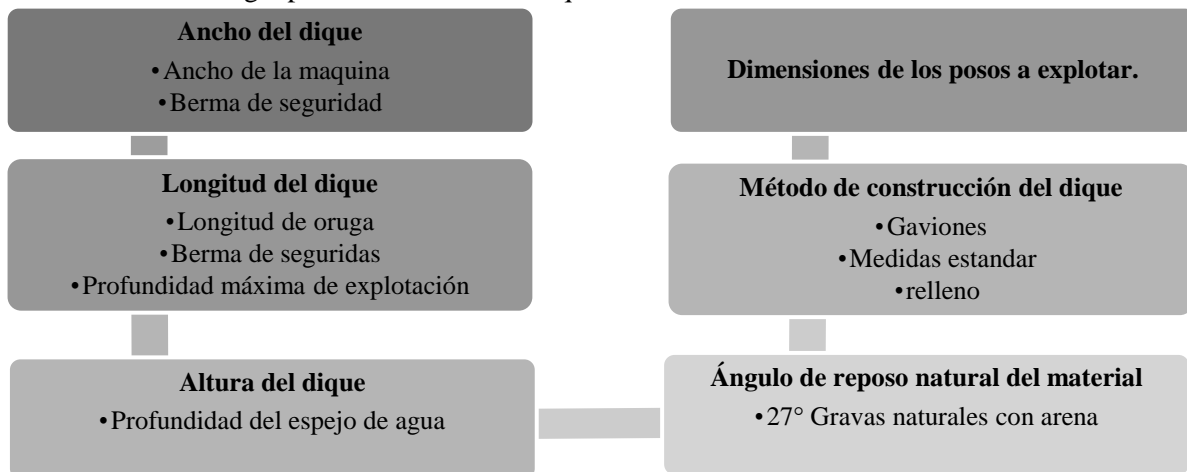 Ancho del dique
•Ancho de la maquina
•Berma de seguridad
Longitud del dique
•Longitud de oruga
•Berma de seguridas
•Profundidad máxima de explotación
Altura del dique
•Profundidad del espejo de agua
Ángulo de reposo natural del material
•27° Gravas naturales con arena
Método de construcción del dique
•Gaviones
•Medidas estandar
•relleno
Dimensiones de los posos a explotar.